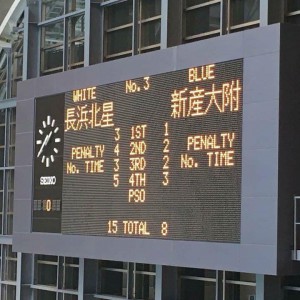 WHITE No.3 BLUE
長浜北星 新産大附
3 1ST 1
PENALTY 4 2ND 2 PENALTY
No. TIME 3 3RD 2 No. TIME
5 4TH 3
PSO
15 TOTAL 8
SEIKO